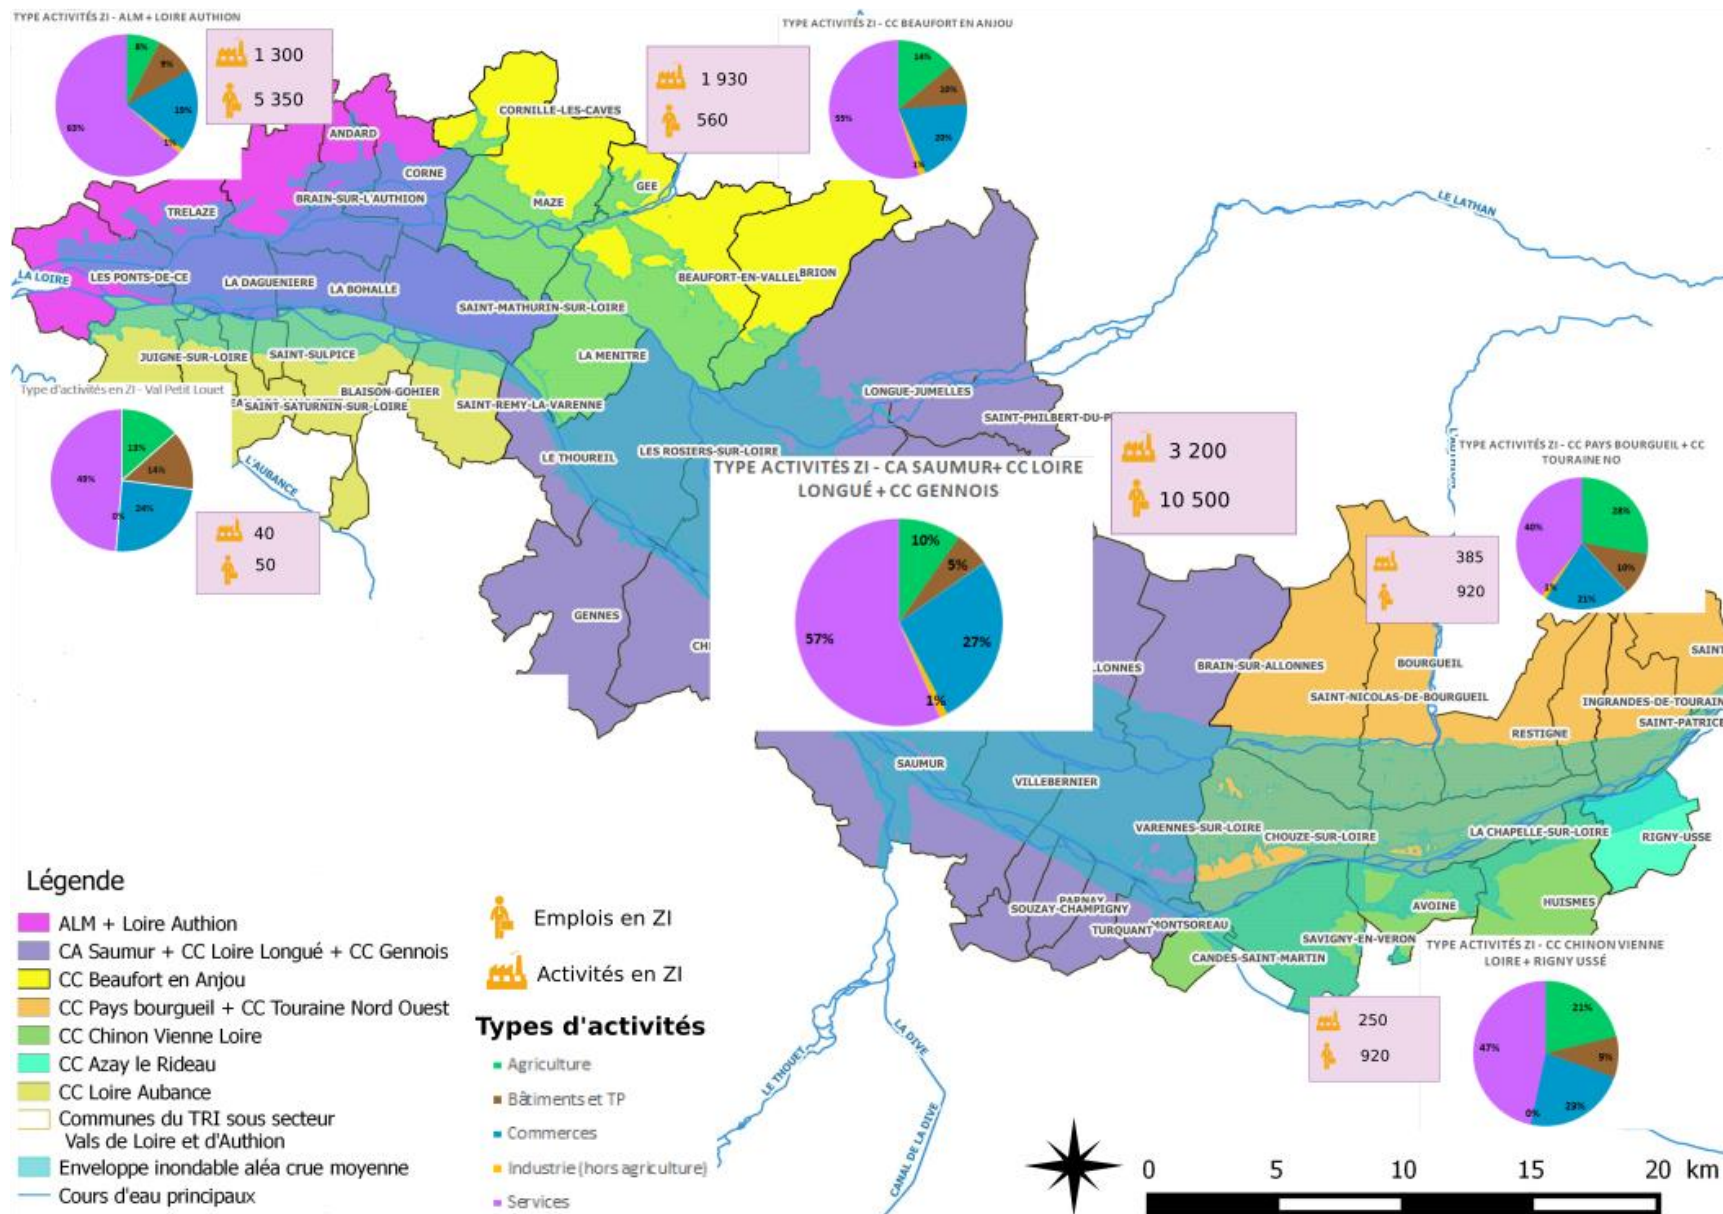 TYPE ACTIVITÉS ZI - ALM + LOIRE AUTHION
8%
9%
19%
1%
63%
1 300
5 350
TYPE ACTIVITÉS ZI - CC BEAUFORT EN ANJOU
14%
10%
20%
1%
55%
1 930
560
CORNILLE-LES-CAVES
ANDARD
CORNE
GEE
MAZE
BRAIN-SUR-L'AUTHION
TRELAZE
LE LATHAN
LA LOIRE
LES PONTS-DE-CE
LA DAGUENIERE
LA BOHALLE
BEAUFORT-EN-VALLEE
BRION
SAINT-MATHURIN-SUR-LOIRE
JUIGNE-SUR-LOIRE
SAINT-SULPICE
LA MENITRE
Type d'activités en ZI - Val Petit Louet
BLAISON-GOHIER
SAINT-SATURNIN-SUR-LOIRE
SAINT-REMY-LA-VARENNE
LONGUE-JUMELLES
SAINT-PHILBERT-DU-P
13%
14%
24%
0%
49%
L'AUBANCE
40
50
LE THOUREIL
LES ROSIERS-SUR-LOIRE
TYPE ACTIVITÉS ZI - CA SAUMUR+ CC LOIRE
LONGUÉ + CC GENNOIS
10%
5%
27%
1%
57%
3 200
10 500
TYPE ACTIVITÉS ZI - CC PAYS BOURGUEIL + CC
TOURAINE NO
28%
10%
21%
1%
40%
385
920
GENNES
CH
LLONNES
BRAIN-SUR-ALLONNES
BOURGUEIL
SAINT-NICOLAS-DE-BOURGUEIL
SAINT
INGRANDES-DE-TOURAIN
SAINT-PATRICE
RESTIGNE
SAUMUR
VILLEBERNIER
VARENNES-SUR-LOIRE
CHOUZE-SUR-LOIRE
LA CHAPELLE-SUR-LOIRE
RIGNY-USSE
PARNAY
SOUZAY-CHAMPIGNY
TURQUANT
MONTSOREAU
AVOINE
HUISMES
SAVIGNY-EN-VERON
CANDES-SAINT-MARTIN
TYPE ACTIVITÉS ZI - CC CHINON VIENNE
LOIRE + RIGNY USSÉ
21%
9%
23%
0%
47%
250
920
LE THOUET
LA DIVE
CANAL DE LA DIVE
Légende
ALM + Loire Authion
CA Saumur + CC Loire Longué + CC Gennois
CC Beaufort en Anjou
CC Pays bourgueil + CC Touraine Nord Ouest
CC Chinon Vienne Loire
CC Azay le Rideau
CC Loire Aubance
Communes du TRI sous secteur
Vals de Loire et d'Authion
Enveloppe inondable aléa crue moyenne
Cours d'eau principaux
Emplois en ZI
Activités en ZI
Types d'activités
Agriculture
Bâtiments et TP
Commerces
Industrie (hors agriculture)
Services
0 5 10 15 20 km